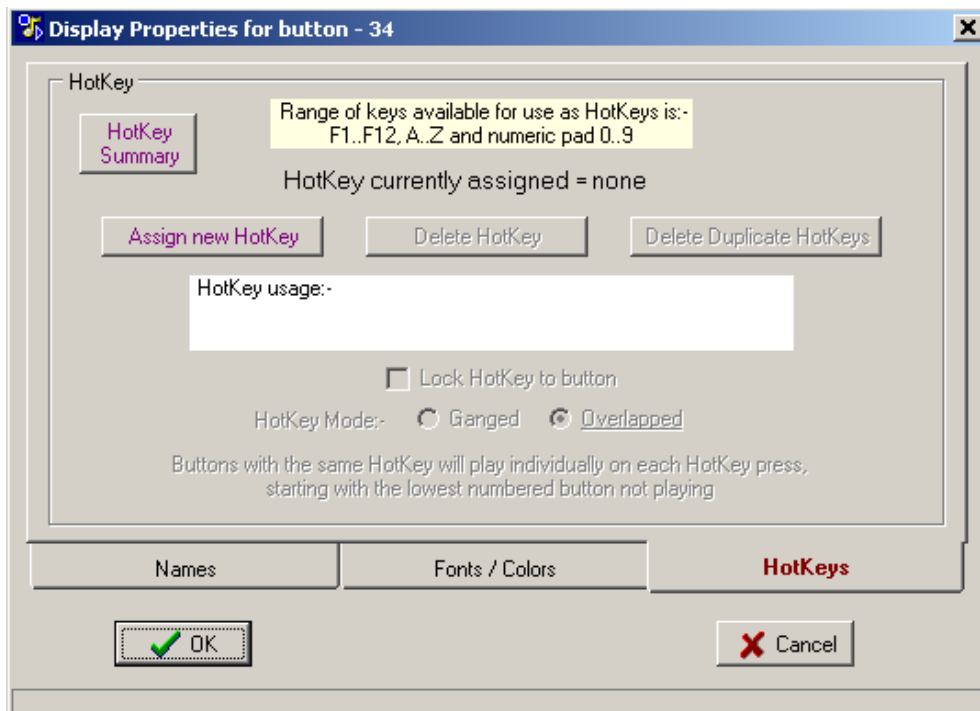 Display Properties for button - 34
HotKey
HotKey
Summary
Range of keys available for use as HotKeys is:-
F1..F12, A..Z and numeric pad 0..9
HotKey currently assigned = none
Assign new HotKey
Delete HotKey
Delete Duplicate HotKeys
HotKey usage:-
Lock HotKey to button
HotKey Mode:- Ganged Overlapped
Buttons with the same HotKey will play individually on each HotKey press,
starting with the lowest numbered button not playing
Names
Fonts / Colors
HotKeys
OK
Cancel